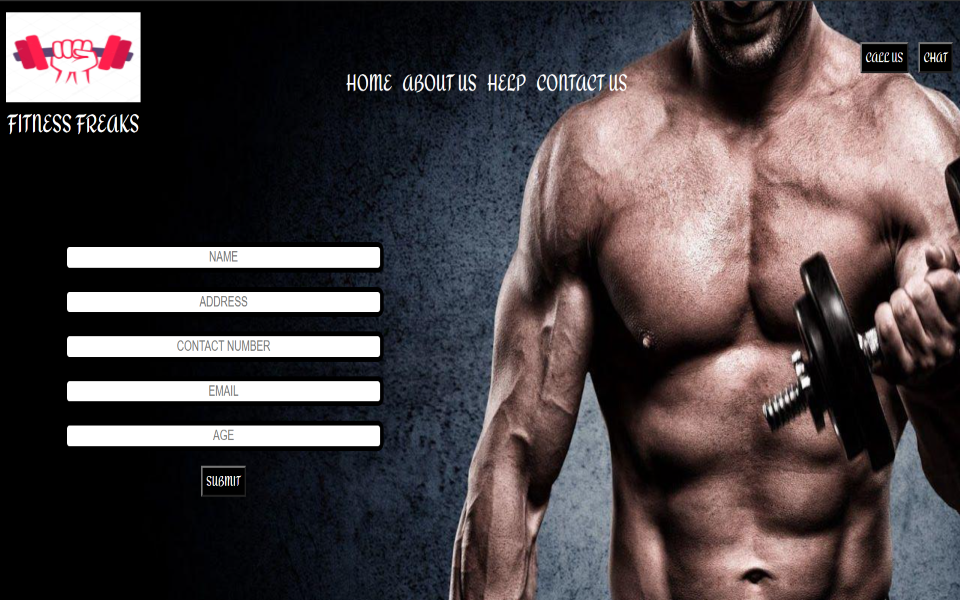 FITNESS FREAKS
HOME ABOUT US HELP CONTACT US
CALL US CHAT
NAME
ADDRESS
CONTACT NUMBER
EMAIL
AGE
SUBMIT